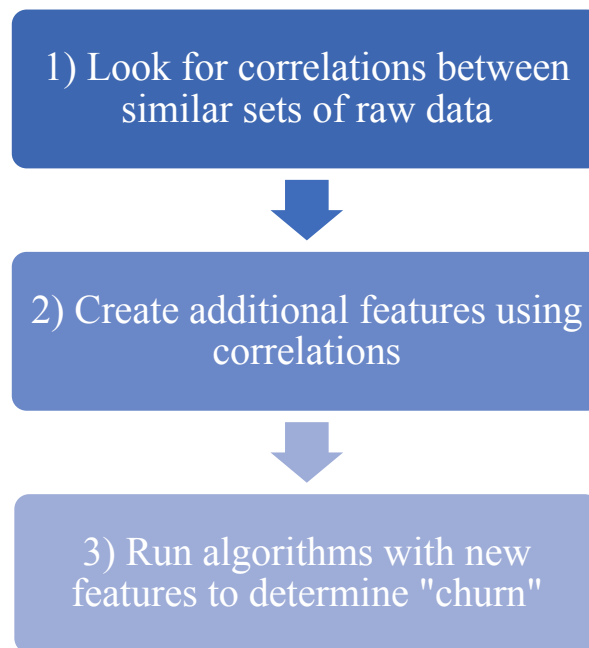 1) Look for correlations between
similar sets of raw data
2) Create additional features using
correlations
3) Run algorithms with new
features to determine "churn"